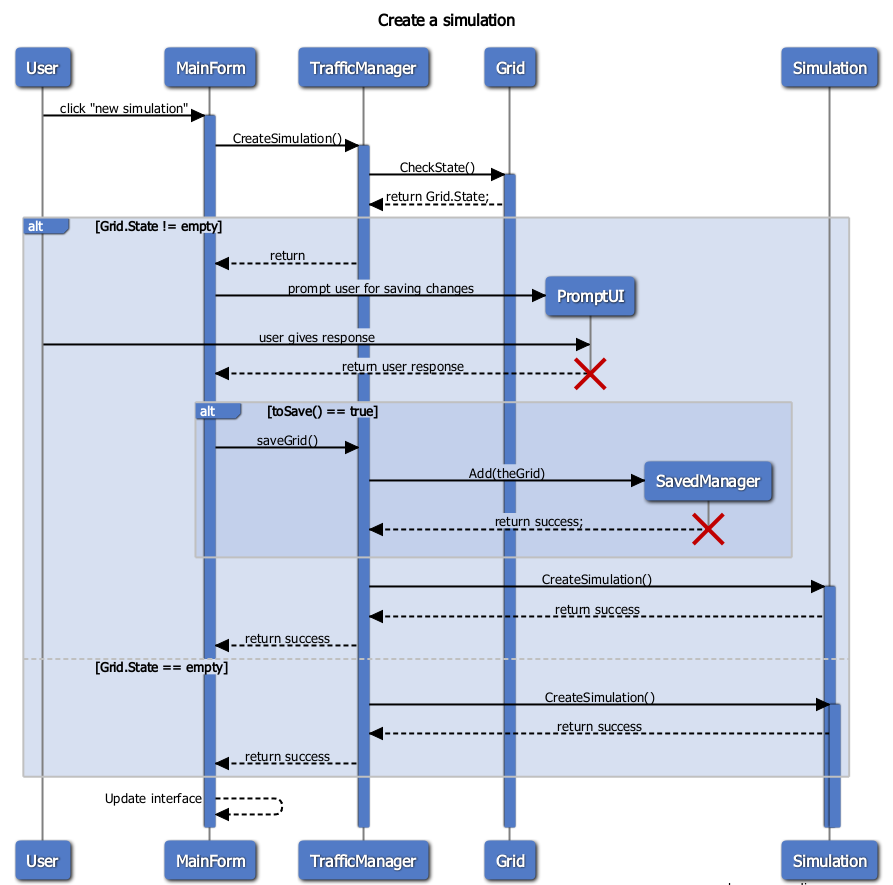 Create a simulation
User MainForm TrafficManager Grid Simulation
click "new simulation"
CreateSimulation()
CheckState()
return Grid.State;
alt [Grid.State != empty]
return
prompt user for saving changes
PromptUI
user gives response
return user response
alt [toSave() == true]
saveGrid()
Add(theGrid)
SavedManager
return success;
CreateSimulation()
return success
return success
[Grid.State == empty]
CreateSimulation()
return success
return success
Update interface
User MainForm TrafficManager Grid Simulation